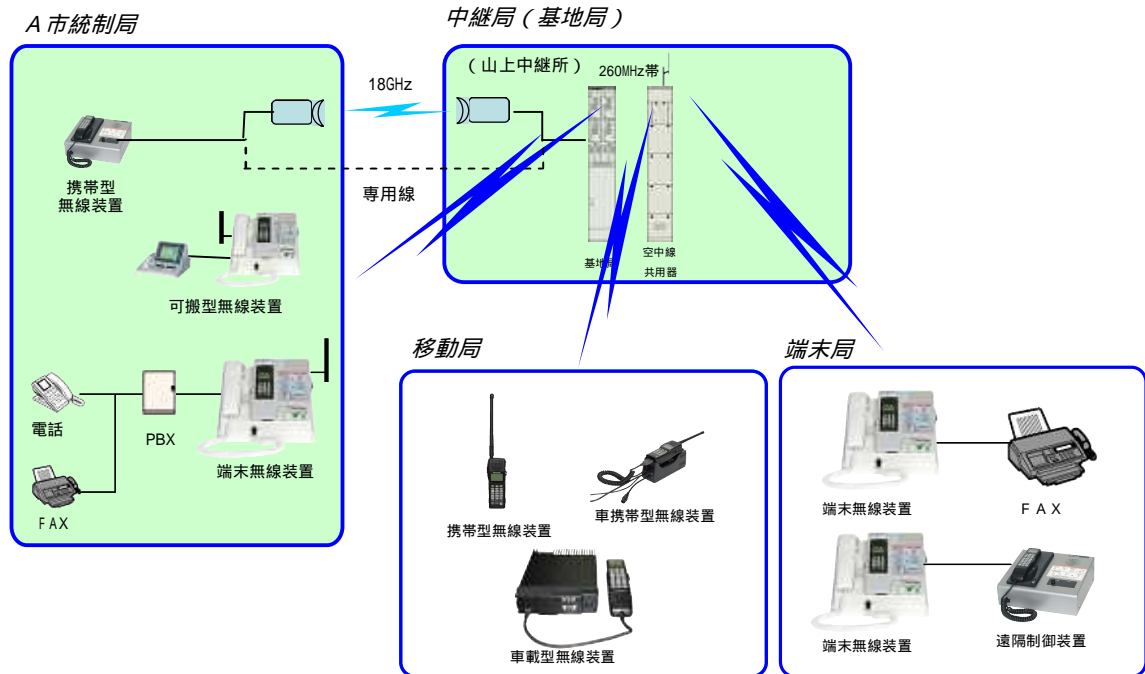 A市統制局
中継局(基地局)
(山上中継所)
260MHz帯
18GHz
専用線
携帯型
無線装置
可搬型無線装置
電話
PBX
端末無線装置
FAX
基地局
空中線
共用器
移動局
携帯型無線装置
車携帯型無線装置
車載型無線装置
端末局
端末無線装置
FAX
端末無線装置
遠隔制御装置